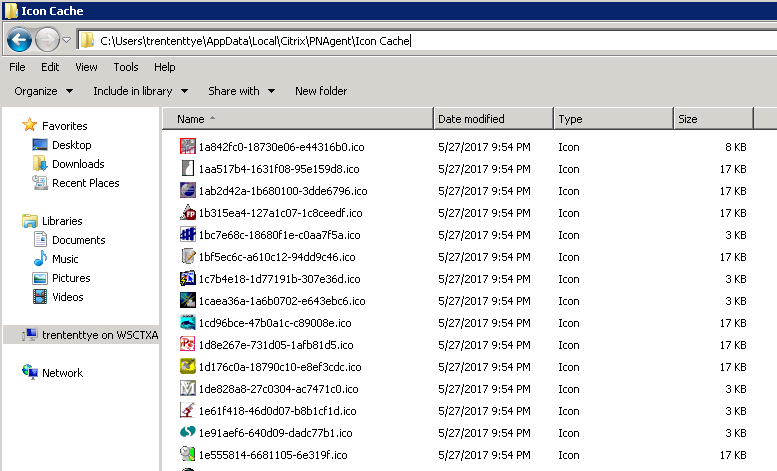 Icon Cache
C:\Users\trententtye\AppData\Local\Citrix\PNAgent\Icon Cache
File Edit View Tools Help
Organize Include in library Share with New folder
Favorites
Desktop
Downloads
Recent Places
Libraries
Documents
Music
Pictures
Videos
trententtye on WSCTXA
Network
Name Date modified Type Size
1a842fc0-18730e06-e44316b0.ico 5/27/2017 9:54 PM Icon 8 KB
1aa517b4-1631f08-95e159d8.ico 5/27/2017 9:54 PM Icon 17 KB
1ab2d42a-1b680100-3dde6796.ico 5/27/2017 9:54 PM Icon 17 KB
1b315ea4-127a1c07-1c8ceedf.ico 5/27/2017 9:54 PM Icon 17 KB
1bc7e68c-18680f1e-c0aa7f5a.ico 5/27/2017 9:54 PM Icon 3 KB
1bf5ec6c-a610c12-94dd9c46.ico 5/27/2017 9:54 PM Icon 17 KB
1c7b4e18-1d77191b-307e36d.ico 5/27/2017 9:54 PM Icon 3 KB
1caea36a-1a6b0702-e643ebc6.ico 5/27/2017 9:54 PM Icon 3 KB
1cd96bce-47b0a1c-c89008e.ico 5/27/2017 9:54 PM Icon 17 KB
1d8e267e-731d05-1afb81d5.ico 5/27/2017 9:54 PM Icon 17 KB
1d176c0a-18790c10-e8ef3cdc.ico 5/27/2017 9:54 PM Icon 17 KB
1de828a8-27c0304-ac7471c0.ico 5/27/2017 9:54 PM Icon 3 KB
1e61f418-46d0d07-b8b1cf1d.ico 5/27/2017 9:54 PM Icon 3 KB
1e91aef6-640d09-dadc77b1.ico 5/27/2017 9:54 PM Icon 3 KB
1e555814-6681105-6e319f.ico 5/27/2017 9:54 PM Icon 17 KB